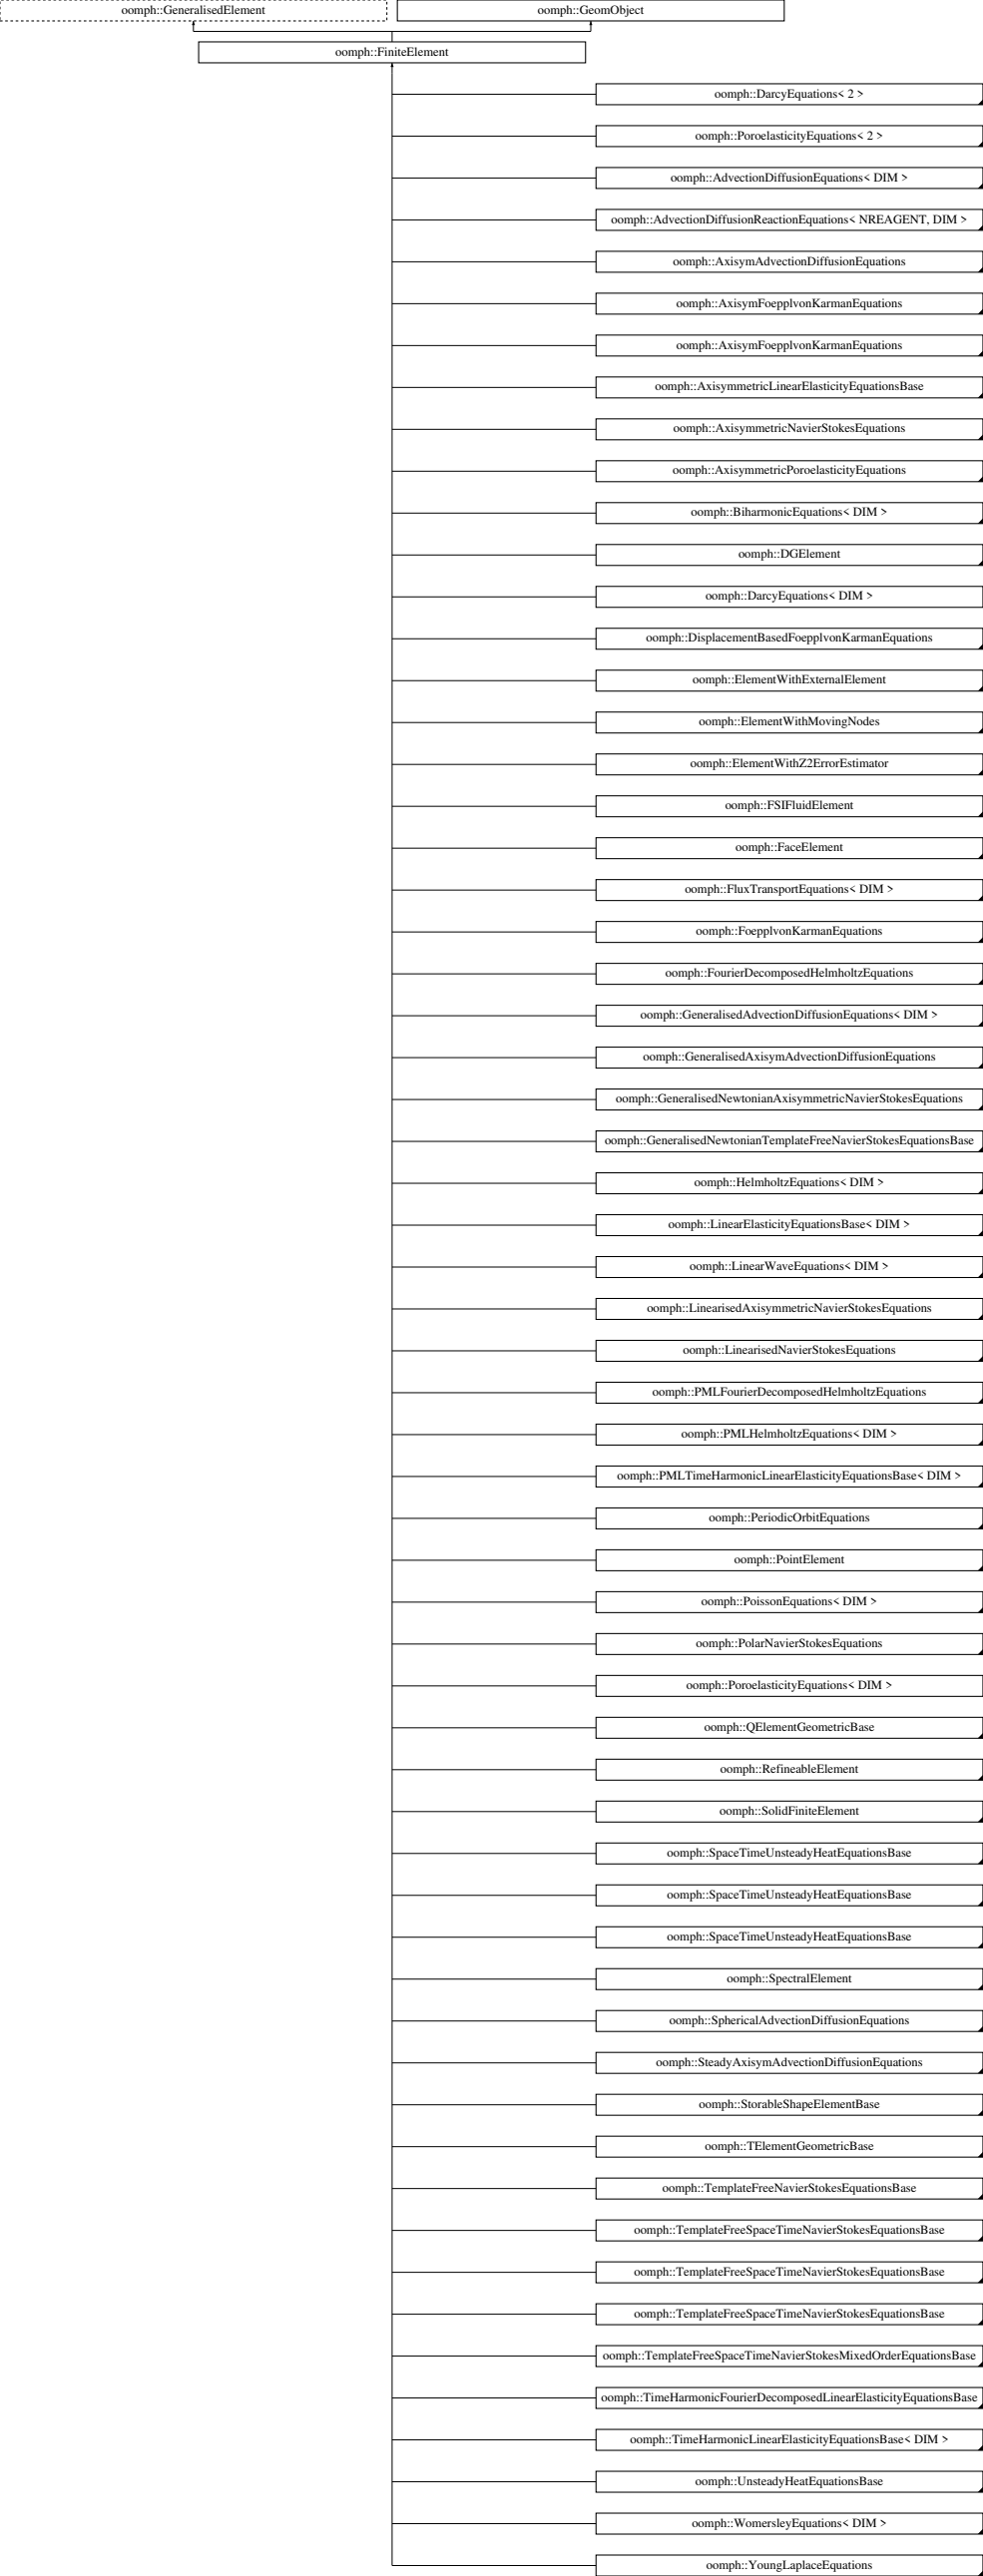 oomph::GeneralisedElement
oomph::GeomObject
oomph::FiniteElement
oomph::DarcyEquations< 2 >
oomph::PoroelasticityEquations< 2 >
oomph::AdvectionDiffusionEquations< DIM >
oomph::AdvectionDiffusionReactionEquations< NREAGENT, DIM >
oomph::AxisymAdvectionDiffusionEquations
oomph::AxisymFoepplvonKarmanEquations
oomph::AxisymFoepplvonKarmanEquations
oomph::AxisymmetricLinearElasticityEquationsBase
oomph::AxisymmetricNavierStokesEquations
oomph::AxisymmetricPoroelasticityEquations
oomph::BiharmonicEquations< DIM >
oomph::DGElement
oomph::DarcyEquations< DIM >
oomph::DisplacementBasedFoepplvonKarmanEquations
oomph::ElementWithExternalElement
oomph::ElementWithMovingNodes
oomph::ElementWithZ2ErrorEstimator
oomph::FSIFluidElement
oomph::FaceElement
oomph::FluxTransportEquations< DIM >
oomph::FoepplvonKarmanEquations
oomph::FourierDecomposedHelmholtzEquations
oomph::GeneralisedAdvectionDiffusionEquations< DIM >
oomph::GeneralisedAxisymAdvectionDiffusionEquations
oomph::GeneralisedNewtonianAxisymmetricNavierStokesEquations
oomph::GeneralisedNewtonianTemplateFreeNavierStokesEquationsBase
oomph::HelmholtzEquations< DIM >
oomph::LinearElasticityEquationsBase< DIM >
oomph::LinearWaveEquations< DIM >
oomph::LinearisedAxisymmetricNavierStokesEquations
oomph::LinearisedNavierStokesEquations
oomph::PMLFourierDecomposedHelmholtzEquations
oomph::PMLHelmholtzEquations< DIM >
oomph::PMLTimeHarmonicLinearElasticityEquationsBase< DIM >
oomph::PeriodicOrbitEquations
oomph::PointElement
oomph::PoissonEquations< DIM >
oomph::PolarNavierStokesEquations
oomph::PoroelasticityEquations< DIM >
oomph::QElementGeometricBase
oomph::RefineableElement
oomph::SolidFiniteElement
oomph::SpaceTimeUnsteadyHeatEquationsBase
oomph::SpaceTimeUnsteadyHeatEquationsBase
oomph::SpaceTimeUnsteadyHeatEquationsBase
oomph::SpectralElement
oomph::SphericalAdvectionDiffusionEquations
oomph::SteadyAxisymAdvectionDiffusionEquations
oomph::StorableShapeElementBase
oomph::TElementGeometricBase
oomph::TemplateFreeNavierStokesEquationsBase
oomph::TemplateFreeSpaceTimeNavierStokesEquationsBase
oomph::TemplateFreeSpaceTimeNavierStokesEquationsBase
oomph::TemplateFreeSpaceTimeNavierStokesEquationsBase
oomph::TemplateFreeSpaceTimeNavierStokesMixedOrderEquationsBase
oomph::TimeHarmonicFourierDecomposedLinearElasticityEquationsBase
oomph::TimeHarmonicLinearElasticityEquationsBase< DIM >
oomph::UnsteadyHeatEquationsBase
oomph::WomersleyEquations< DIM >
oomph::YoungLaplaceEquations